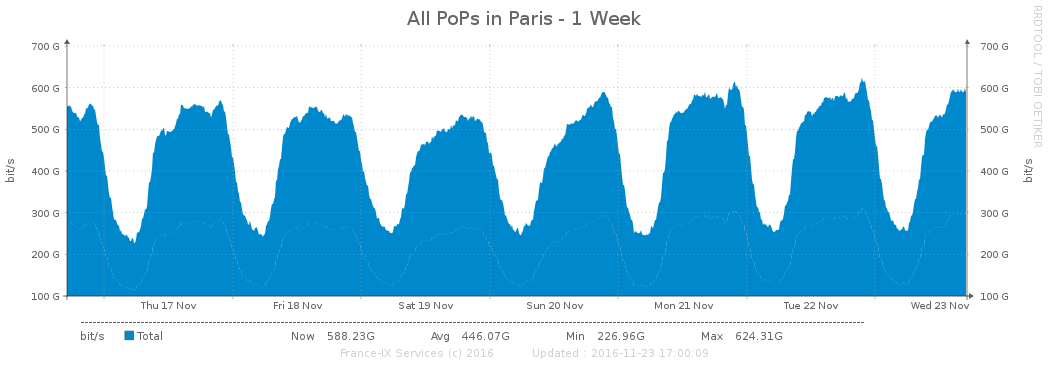 All PoPs in Paris - 1 Week
RRDTOOL / TOBI OETIKER
700 G 700 G
600 G 600 G
500 G 500 G
400 G 400 G
300 G 300 G
200 G 200 G
100 G 100 G
bit/s
bit/s
Thu 17 Nov Fri 18 Nov Sat 19 Nov Sun 20 Nov Mon 21 Nov Tue 22 Nov Wed 23 Nov
bit/s Total Now 588.23G Avg 446.07G Min 226.96G Max 624.31G
France-IX Services (c) 2016 Updated : 2016-11-23 17:00:09